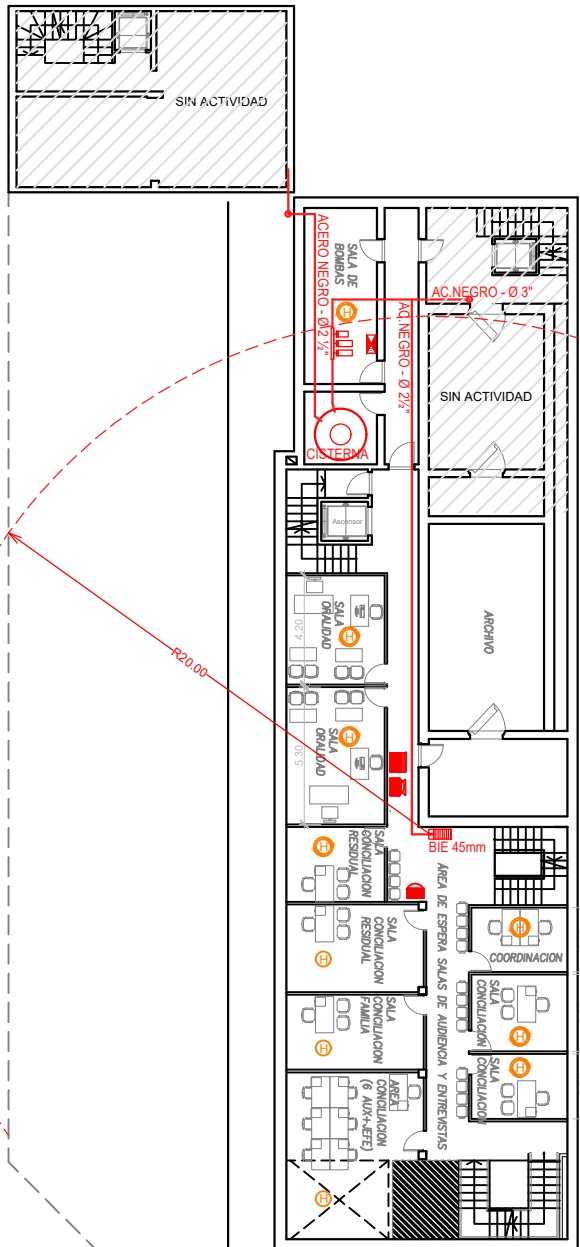 SIN ACTIVIDAD
SALA DE
BOMBAS
H
ACERO NEGRO - Ø 2 ½"
AC.NEGRO - Ø 3"
AC.NEGRO - Ø 2½"
SIN ACTIVIDAD
CISTERNA
Ascensor
SALA
ORALIDAD
H
4.20
ARCHIVO
R20.00
SALA
ORALIDAD
H
5.30
BIE 45mm
SALA
CONCILIACION
RESIDUAL
H
ÁREA DE ESPERA SALAS DE AUDIENCIA Y ENTREVISTAS
SALA
CONCILIACION
RESIDUAL
H
COORDINACION
H
SALA
CONCILIACION
H
SALA
CONCILIACION
FAMILIA
H
SALA
CONCILIACION
H
AREA
CONCILIACION
(6 AUX+JEFE)
H